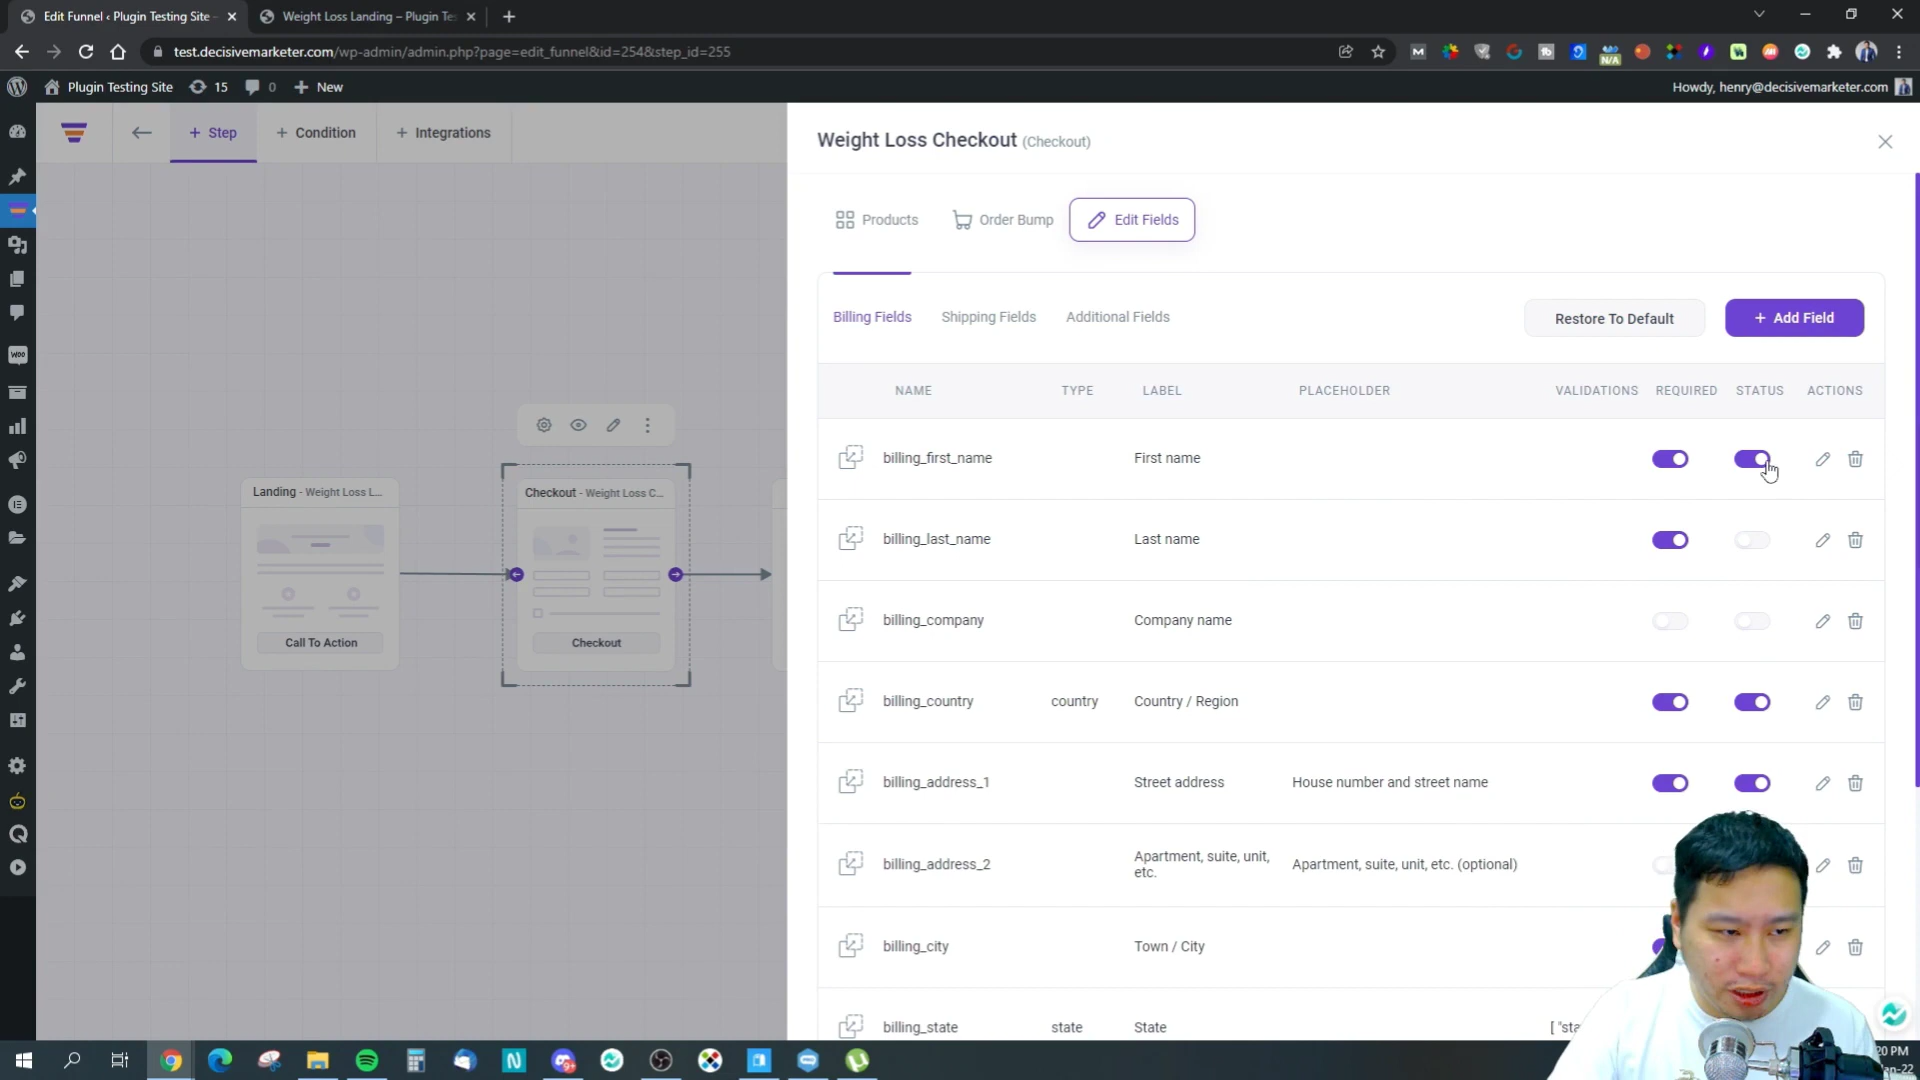 Edit Funnel ‹ Plugin Testing Site -
Weight Loss Landing – Plugin Te
test.decisivemarketer.com/wp-admin/admin.php?page=edit_funnel&id=254&step_id=255
N/A
Plugin Testing Site 15 0 + New
Howdy, henry@decisivemarketer.com
+ Step + Condition + Integrations
Weight Loss Checkout (Checkout)
Products Order Bump Edit Fields
Billing Fields Shipping Fields Additional Fields
Restore To Default + Add Field
NAME TYPE LABEL PLACEHOLDER VALIDATIONS REQUIRED STATUS ACTIONS
billing_first_name First name
billing_last_name Last name
billing_company Company name
billing_country country Country / Region
billing_address_1 Street address House number and street name
billing_address_2 Apartment, suite, unit, etc. Apartment, suite, unit, etc. (optional)
billing_city Town / City
billing_state state State ["sta
Landing - Weight Loss L...
Call To Action
Checkout - Weight Loss C...
Checkout
WOO
20 PM